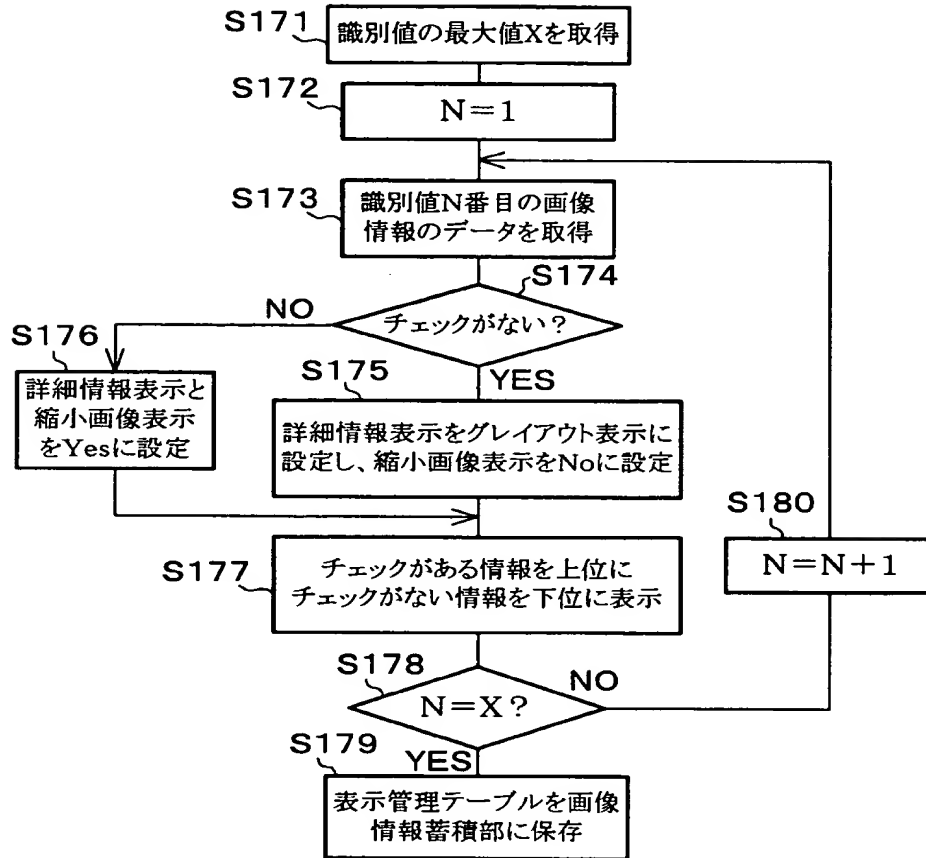 S171
識別値の最大値Xを取得
S172
N=1
S173
識別値N番目の画像
情報のデータを取得
S174
チェックがない?
NO
YES
S176
詳細情報表示と
縮小画像表示
をYesに設定
S175
詳細情報表示をグレイアウト表示に
設定し、縮小画像表示をNoに設定
S180
N=N+1
S177
チェックがある情報を上位に
チェックがない情報を下位に表示
S178
N=X?
NO
YES
S179
表示管理テーブルを画像
情報蓄積部に保存